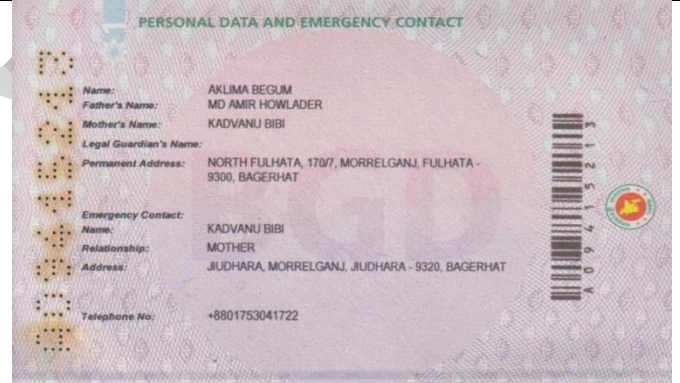 PERSONAL DATA AND EMERGENCY CONTACT
Name: AKLIMA BEGUM
Father's Name: MD AMIR HOWLADER
Mother's Name: KADVANU BIBI
Legal Guardian's Name:
Permanent Address: NORTH FULHATA, 170/7, MORRELGANJ, FULHATA -
9300, BAGERHAT
Emergency Contact:
Name: KADVANU BIBI
Relationship: MOTHER
Address: JIUDHARA, MORRELGANJ, JIUDHARA - 9320, BAGERHAT
Telephone No: +8801753041722
BGD
A09415213
A09415213